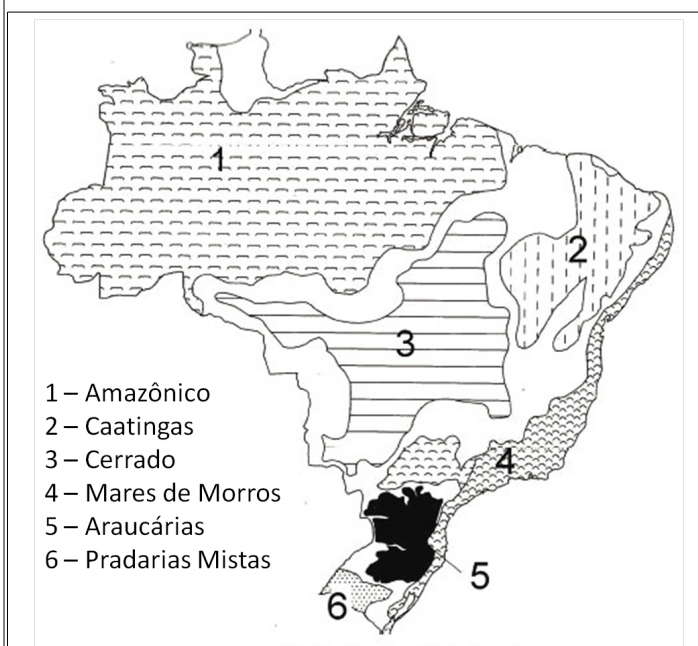 1
2
3
1 – Amazônico
2 – Caatingas
3 – Cerrado
4 – Mares de Morros
5 – Araucárias
6 – Pradarias Mistas
4
5
6